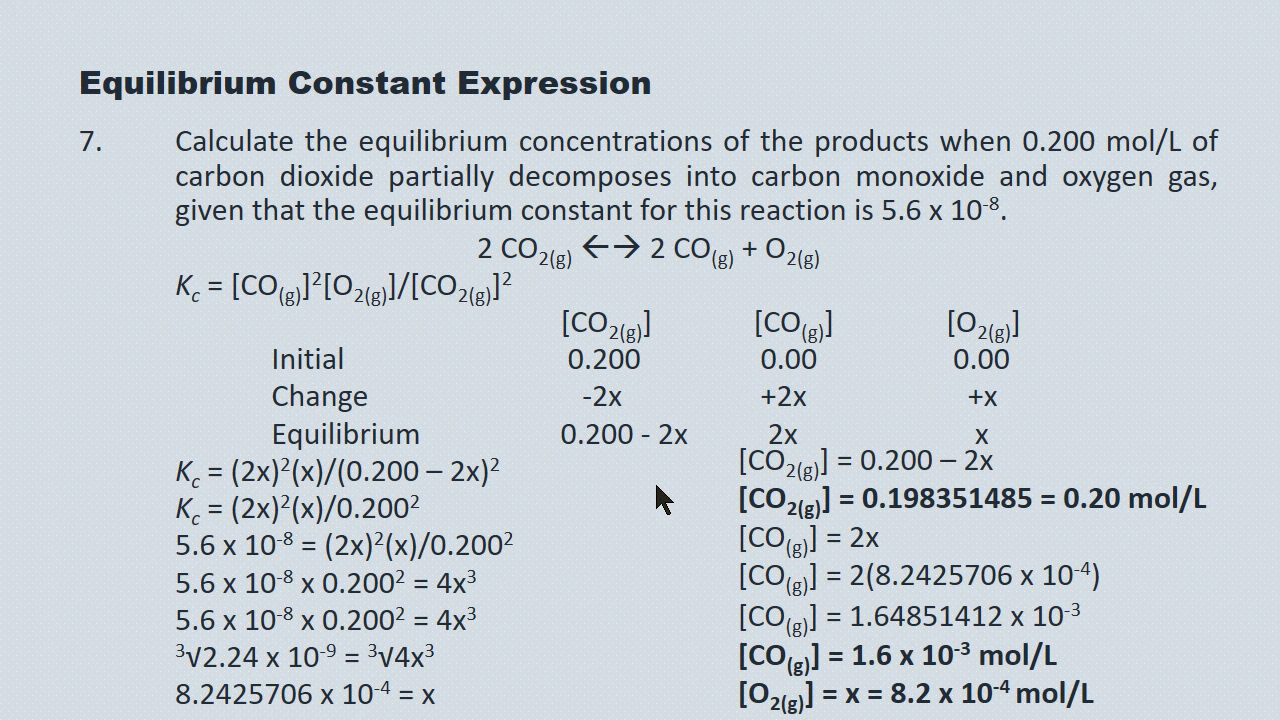 Equilibrium Constant Expression
7. Calculate the equilibrium concentrations of the products when 0.200 mol/L of
carbon dioxide partially decomposes into carbon monoxide and oxygen gas,
given that the equilibrium constant for this reaction is 5.6 x 10⁻⁸.
2 CO₂₍g₎ ←→ 2 CO₍g₎ + O₂₍g₎
Kc = [CO₍g₎]²[O₂₍g₎]/[CO₂₍g₎]²
[CO₂₍g₎] [CO₍g₎] [O₂₍g₎]
Initial 0.200 0.00 0.00
Change -2x +2x +x
Equilibrium 0.200 - 2x 2x x
Kc = (2x)²(x)/(0.200 – 2x)²
Kc = (2x)²(x)/0.200²
5.6 x 10⁻⁸ = (2x)²(x)/0.200²
5.6 x 10⁻⁸ x 0.200² = 4x³
5.6 x 10⁻⁸ x 0.200² = 4x³
³√2.24 x 10⁻⁹ = ³√4x³
8.2425706 x 10⁻⁴ = x
[CO₂₍g₎] = 0.200 – 2x
[CO₂₍g₎] = 0.198351485 = 0.20 mol/L
[CO₍g₎] = 2x
[CO₍g₎] = 2(8.2425706 x 10⁻⁴)
[CO₍g₎] = 1.64851412 x 10⁻³
[CO₍g₎] = 1.6 x 10⁻³ mol/L
[O₂₍g₎] = x = 8.2 x 10⁻⁴ mol/L